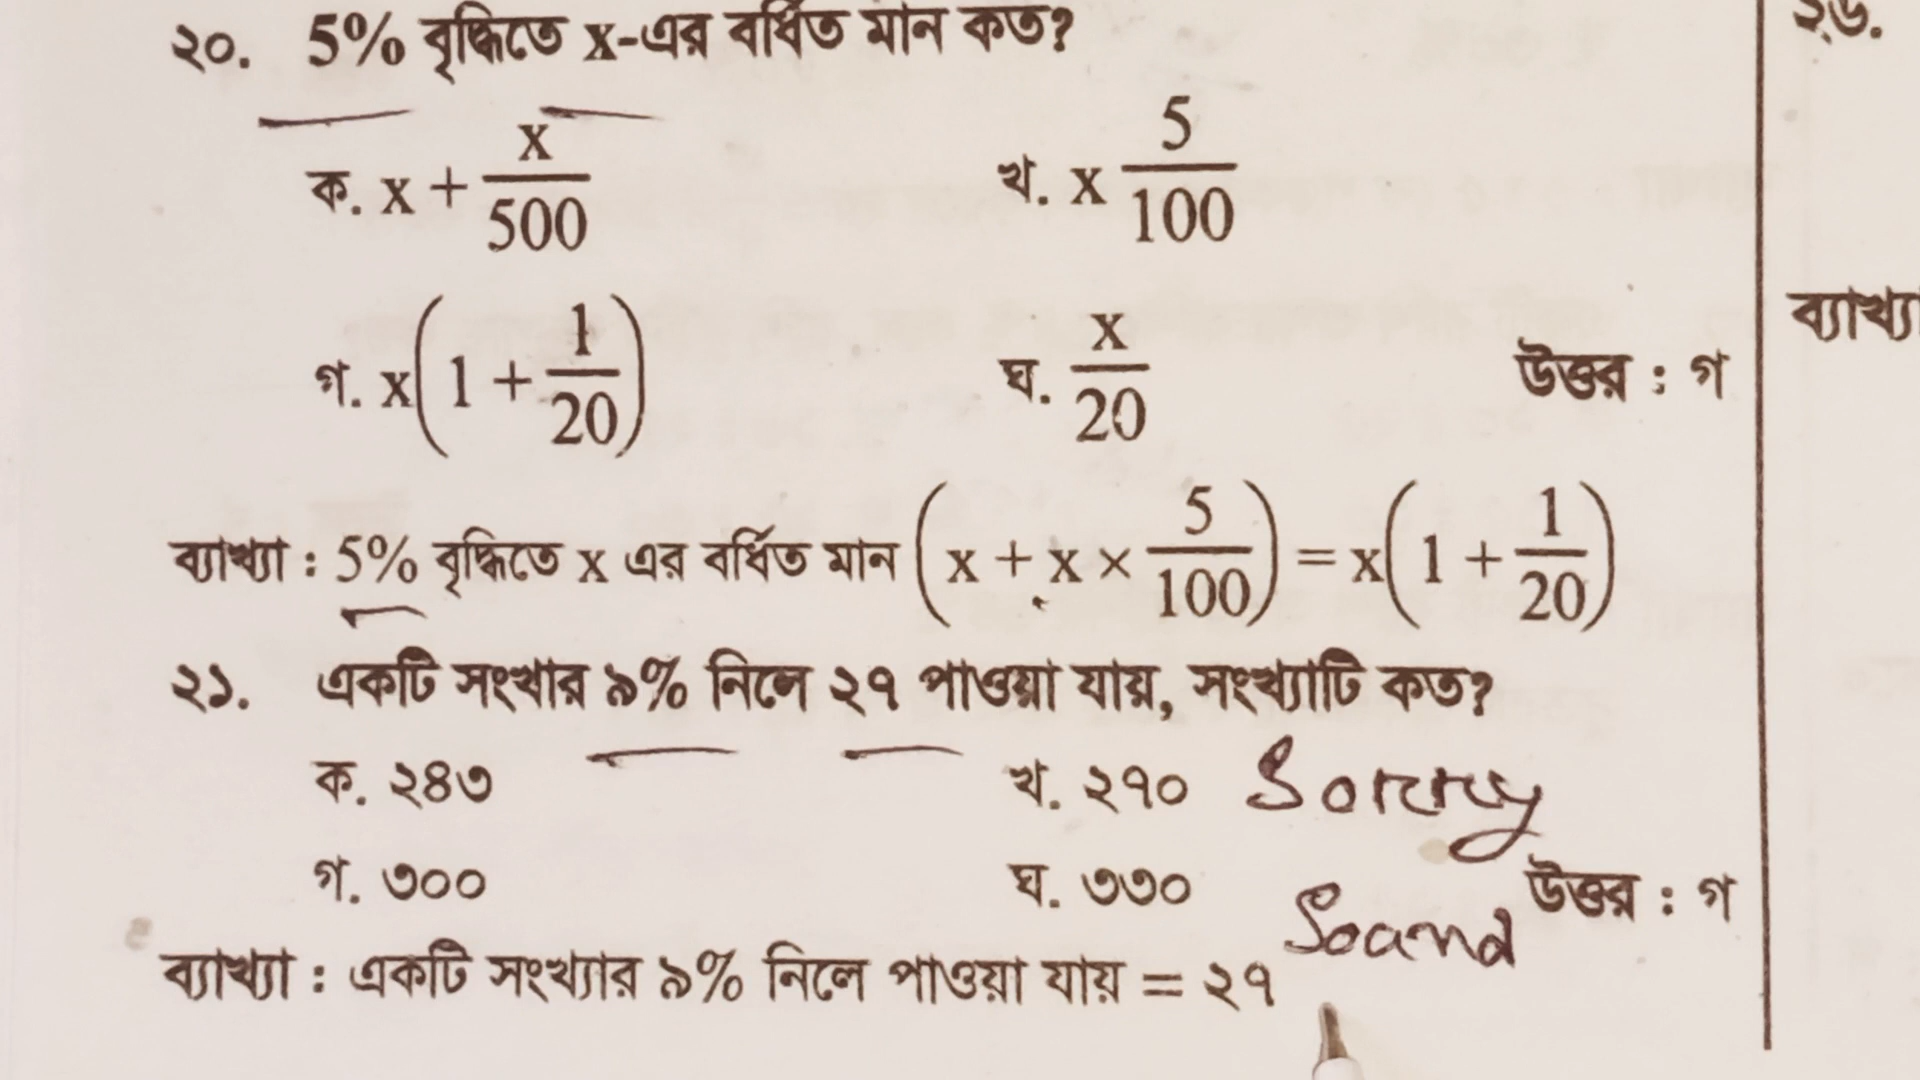 ২০. 5% বৃদ্ধিতে x-এর বর্ধিত মান কত?
ক. x + x/500 খ. x 5/100
গ. x(1 + 1/20) ঘ. x/20 উত্তর : গ
ব্যাখ্যা : 5% বৃদ্ধিতে x এর বর্ধিত মান (x + x × 5/100) = x(1 + 1/20)
২১. একটি সংখার ৯% নিলে ২৭ পাওয়া যায়, সংখ্যাটি কত?
ক. ২৪৩ খ. ২৭০ Sorry
গ. ৩০০ ঘ. ৩৩০ উত্তর : গ
ব্যাখ্যা : একটি সংখ্যার ৯% নিলে পাওয়া যায় = ২৭
২৬.
ব্যাখ্যা